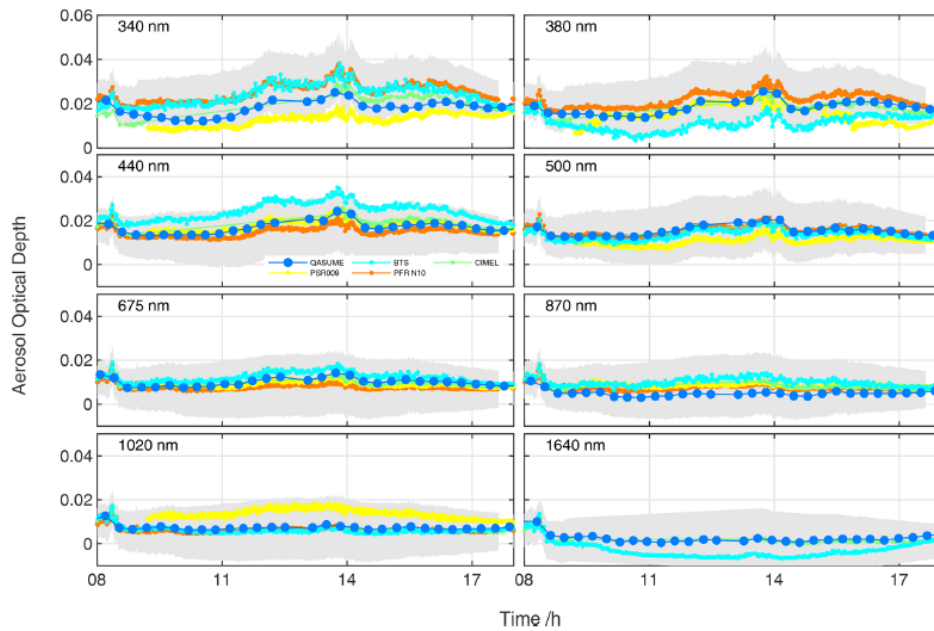 0.06
340 nm
380 nm
0.04
0.02
0
440 nm
500 nm
0.04
0.02
0
QASUME
BTS
CIMEL
PSR009
PFR N10
675 nm
870 nm
0.04
0.02
0
1020 nm
1640 nm
0.04
0.02
0
08
11
14
17
08
11
14
17
Aerosol Optical Depth
Time /h